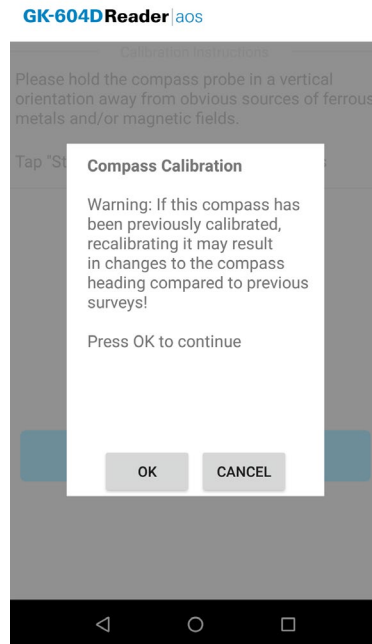 GK-604DReader|aos
Calibration Instructions
Please hold the compass probe in a vertical
orientation away from obvious sources of ferrous
metals and/or magnetic fields.
Tap "St
Compass Calibration
Warning: If this compass has
been previously calibrated,
recalibrating it may result
in changes to the compass
heading compared to previous
surveys!
Press OK to continue
OK
CANCEL